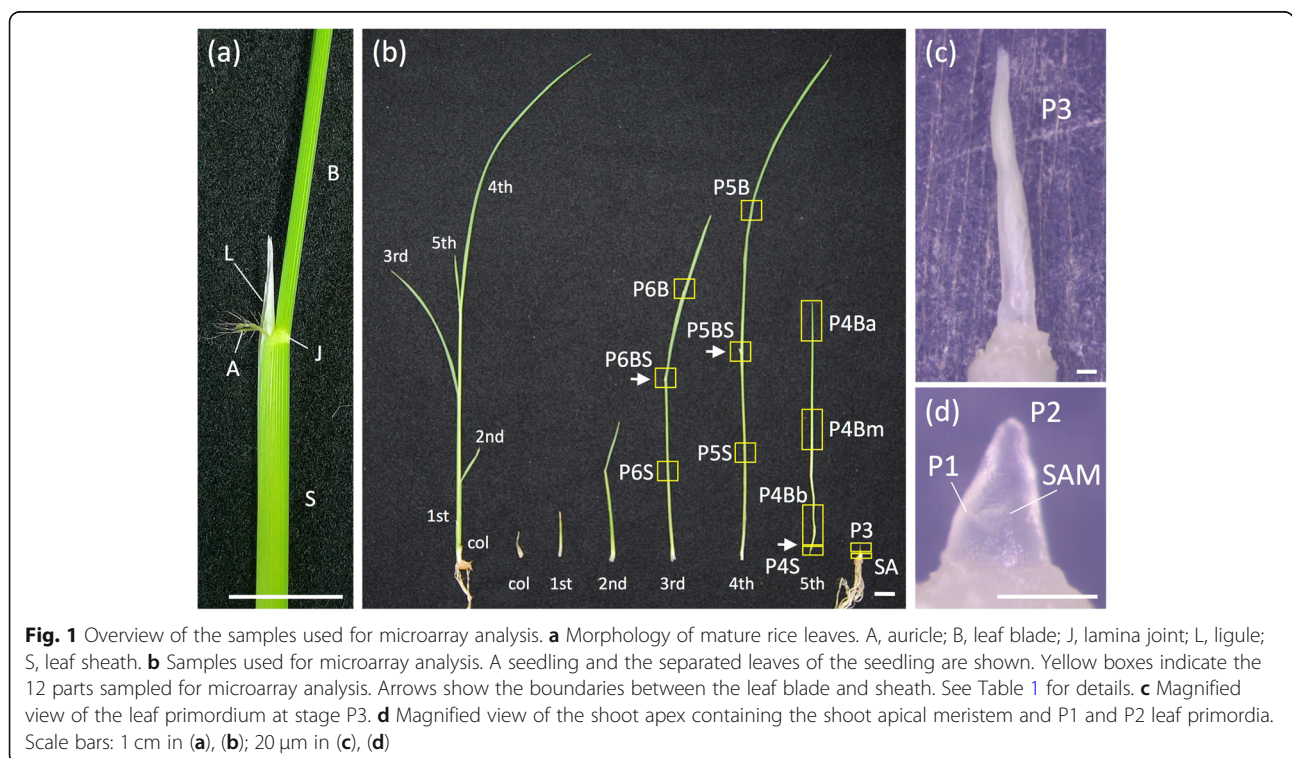 (a)
B
L
A
J
S
(b)
4th
5th
3rd
2nd
1st
col
col
1st
2nd
3rd
4th
5th
P6B
P6BS
P6S
P5B
P5BS
P5S
P4Ba
P4Bm
P4Bb
P4S
P3
SA
(c)
P3
(d)
P2
P1
SAM
Fig. 1 Overview of the samples used for microarray analysis. a Morphology of mature rice leaves. A, auricle; B, leaf blade; J, lamina joint; L, ligule;
S, leaf sheath. b Samples used for microarray analysis. A seedling and the separated leaves of the seedling are shown. Yellow boxes indicate the
12 parts sampled for microarray analysis. Arrows show the boundaries between the leaf blade and sheath. See Table 1 for details. c Magnified
view of the leaf primordium at stage P3. d Magnified view of the shoot apex containing the shoot apical meristem and P1 and P2 leaf primordia.
Scale bars: 1 cm in (a), (b); 20 μm in (c), (d)